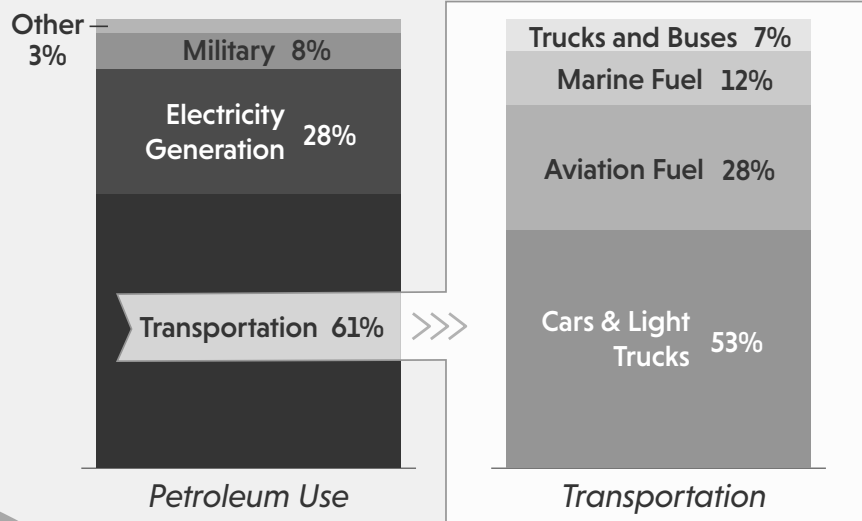 Other
3%
Military 8%
Electricity
Generation 28%
Transportation 61%
Petroleum Use
Trucks and Buses 7%
Marine Fuel 12%
Aviation Fuel 28%
Cars & Light
Trucks 53%
Transportation